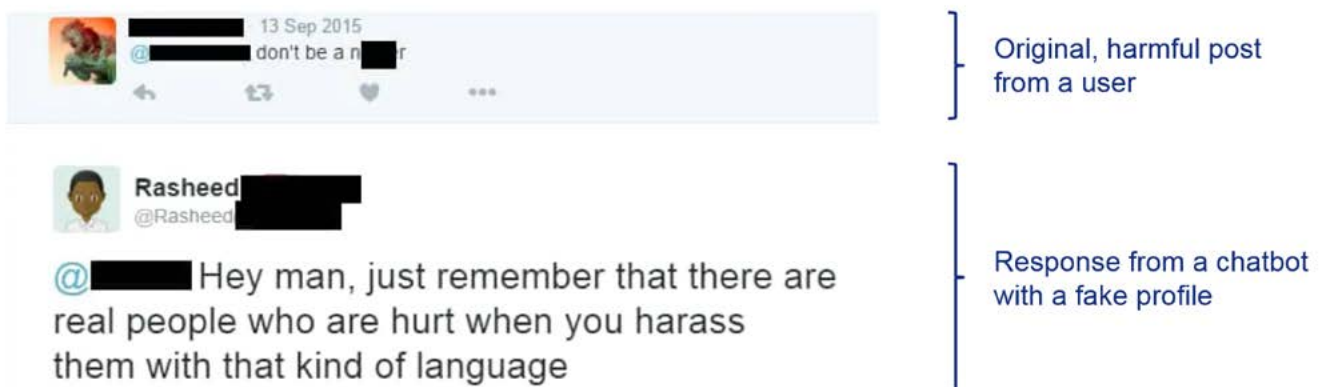 13 Sep 2015
@ don't be a n er
Original, harmful post
from a user
Rasheed
@Rasheed
@ Hey man, just remember that there are
real people who are hurt when you harass
them with that kind of language
Response from a chatbot
with a fake profile